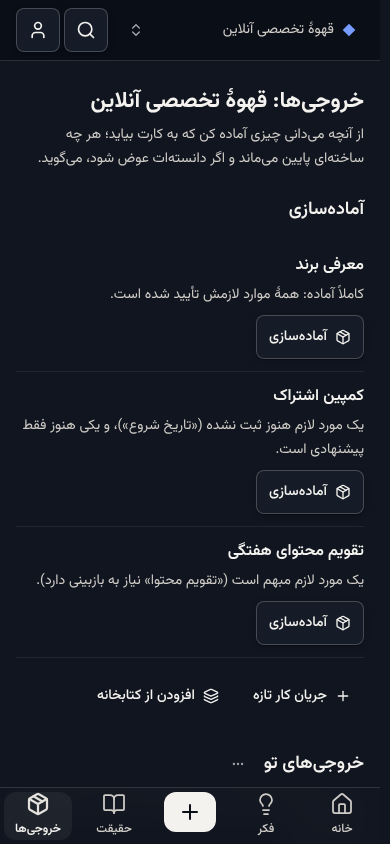 قهوهٔ تخصصی آنلاین
خروجی‌ها: قهوهٔ تخصصی آنلاین
از آنچه می‌دانی چیزی آماده کن که به کارت بیاید؛ هر چه
ساخته‌ای پایین می‌ماند و اگر دانسته‌ات عوض شود، می‌گوید.
آماده‌سازی
معرفی برند
کاملاً آماده: همهٔ موارد لازمش تأیید شده است.
آماده‌سازی
کمپین اشتراک
یک مورد لازم هنوز ثبت نشده («تاریخ شروع»)، و یکی هنوز فقط
پیشنهادی است.
آماده‌سازی
تقویم محتوای هفتگی
یک مورد لازم مبهم است («تقویم محتوا» نیاز به بازبینی دارد).
آماده‌سازی
جریان کار تازه
افزودن از کتابخانه
خروجی‌های تو
خانه
فکر
حقیقت
خروجی‌ها